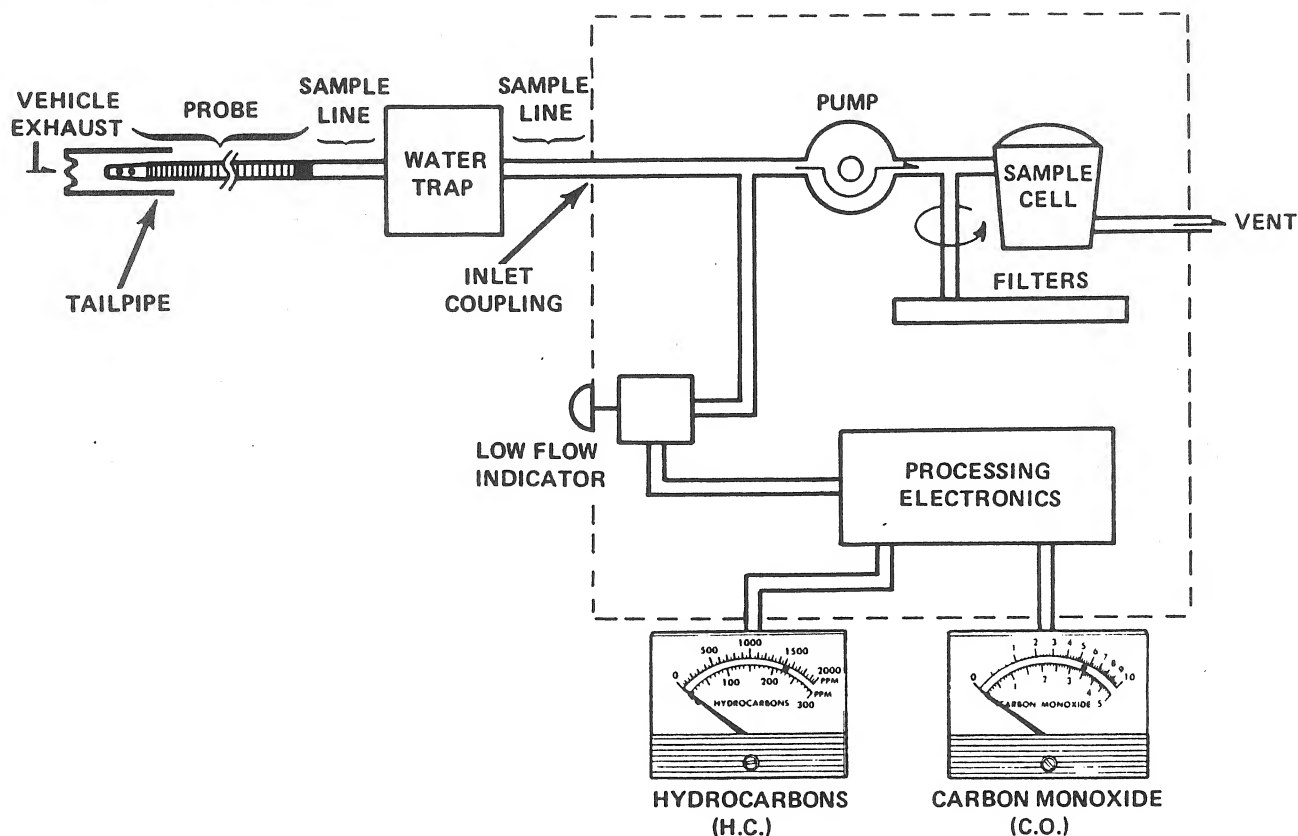 VEHICLE
EXHAUST
PROBE
SAMPLE
LINE
SAMPLE
LINE
WATER
TRAP
TAILPIPE
INLET
COUPLING
PUMP
SAMPLE
CELL
VENT
FILTERS
LOW FLOW
INDICATOR
PROCESSING
ELECTRONICS
0 500 1000 1500 2000
PPM
100 200 300
PPM
HYDROCARBONS
0 1 2 3 4 5 6 7 8 9 10
1 2 3 4 5
CARBON MONOXIDE
HYDROCARBONS
(H.C.)
CARBON MONOXIDE
(C.O.)